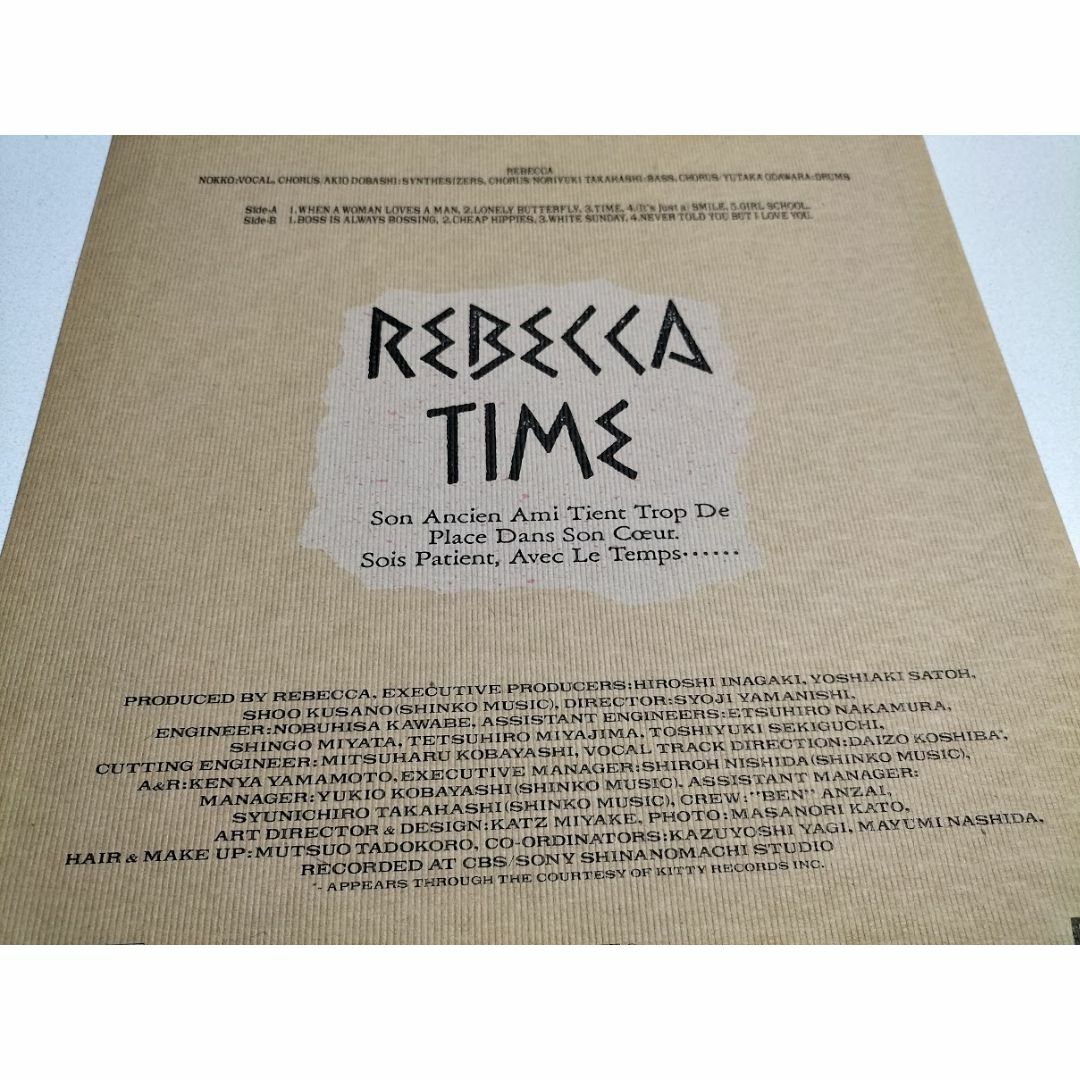 REBECCA
NOKKO:VOCAL, CHORUS/AKIO DOBASHI:SYNTHESIZERS, CHORUS/NORIYUKI TAKAHASHI:BASS, CHORUS/YUTAKA ODAWARA:DRUMS
Side-A 1.WHEN A WOMAN LOVES A MAN, 2.LONELY BUTTERFLY, 3.TIME, 4.(It's just a) SMILE, 5.GIRL SCHOOL.
Side-B 1.BOSS IS ALWAYS BOSSING, 2.CHEAP HIPPIES, 3.WHITE SUNDAY, 4.NEVER TOLD YOU BUT I LOVE YOU.
REBECCA
TIME
Son Ancien Ami Tient Trop De
Place Dans Son Cœur.
Sois Patient, Avec Le Temps⋯⋯
PRODUCED BY REBECCA, EXECUTIVE PRODUCERS:HIROSHI INAGAKI, YOSHIAKI SATOH,
SHOO KUSANO(SHINKO MUSIC), DIRECTOR:SYOJI YAMANISHI,
ENGINEER:NOBUHISA KAWABE, ASSISTANT ENGINEERS:ETSUHIRO NAKAMURA,
SHINGO MIYATA, TETSUHIRO MIYAJIMA, TOSHIYUKI SEKIGUCHI,
CUTTING ENGINEER:MITSUHARU KOBAYASHI, VOCAL TRACK DIRECTION:DAIZO KOSHIBA*,
A&R:KENYA YAMAMOTO, EXECUTIVE MANAGER:SHIROH NISHIDA(SHINKO MUSIC),
MANAGER:YUKIO KOBAYASHI(SHINKO MUSIC), ASSISTANT MANAGER:
SYUNICHIRO TAKAHASHI(SHINKO MUSIC), CREW:"BEN" ANZAI,
ART DIRECTOR & DESIGN:KATZ MIYAKE, PHOTO:MASANORI KATO,
HAIR & MAKE UP:MUTSUO TADOKORO, CO-ORDINATORS:KAZUYOSHI YAGI, MAYUMI NASHIDA,
RECORDED AT CBS/SONY SHINANOMACHI STUDIO
*- APPEARS THROUGH THE COURTESY OF KITTY RECORDS INC.